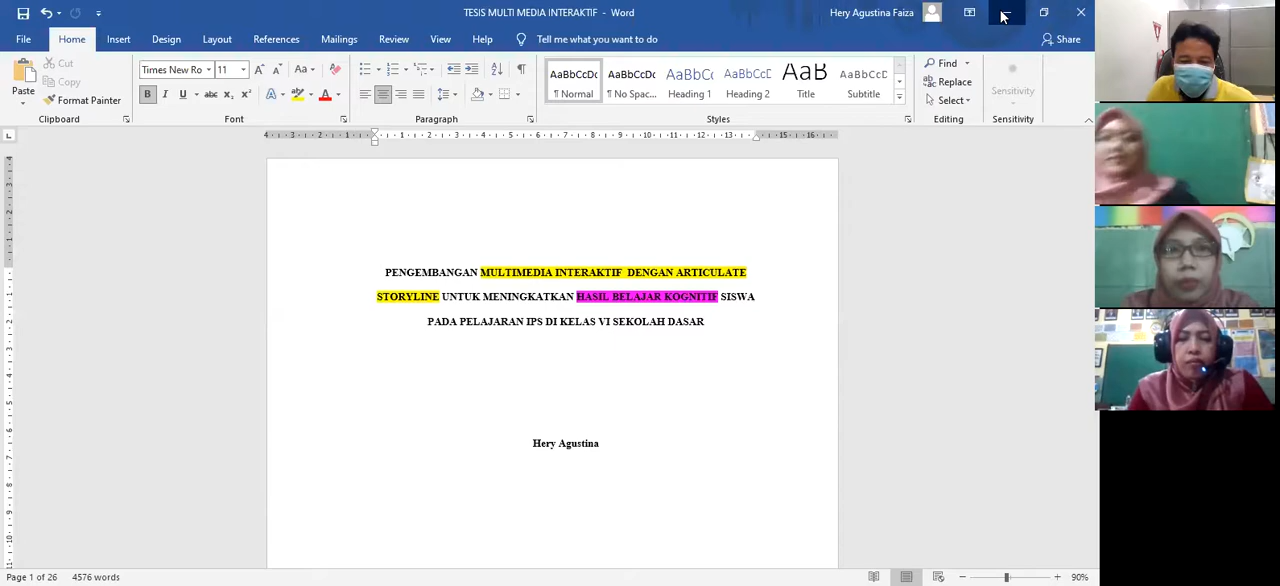 TESIS MULTI MEDIA INTERAKTIF - Word
Hery Agustina Faiza
File Home Insert Design Layout References Mailings Review View Help Tell me what you want to do Share
Paste
Cut
Copy
Format Painter
Clipboard
Times New Ro 11
Font
Paragraph
AaBbCcDc AaBbCcDc AaBbCc AaBbCcD AaB AaBbCcD
¶ Normal ¶ No Spac... Heading 1 Heading 2 Title Subtitle
Styles
Find
Replace
Select
Editing
Sensitivity
Sensitivity
PENGEMBANGAN MULTIMEDIA INTERAKTIF DENGAN ARTICULATE
STORYLINE UNTUK MENINGKATKAN HASIL BELAJAR KOGNITIF SISWA
PADA PELAJARAN IPS DI KELAS VI SEKOLAH DASAR
Hery Agustina
Page 1 of 26 4576 words
90%